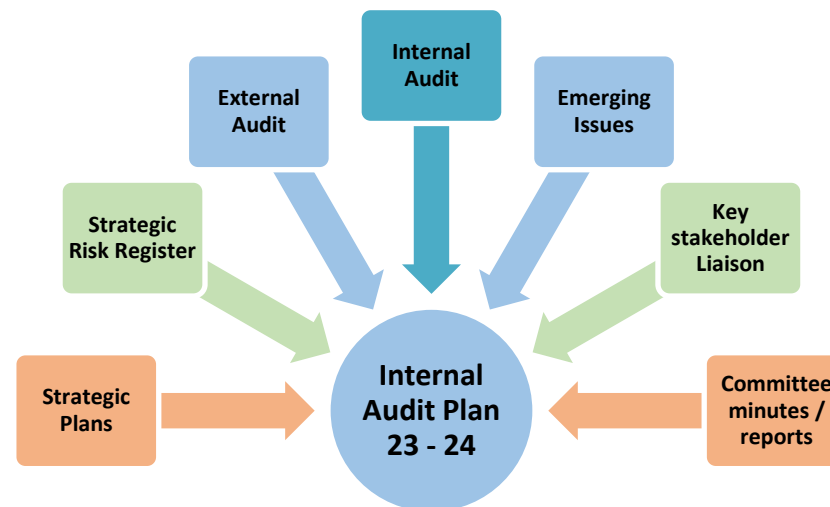 Internal
Audit
External
Audit
Emerging
Issues
Strategic
Risk Register
Key
stakeholder
Liaison
Strategic
Plans
Internal
Audit Plan
23 - 24
Committee
minutes /
reports